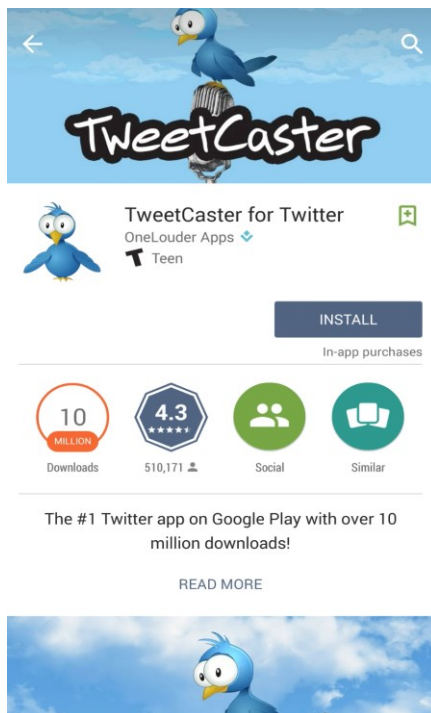 TweetCaster
TweetCaster for Twitter
OneLouder Apps
T Teen
INSTALL
In-app purchases
10
MILLION
Downloads
4.3
510,171
Social
Similar
The #1 Twitter app on Google Play with over 10
million downloads!
READ MORE